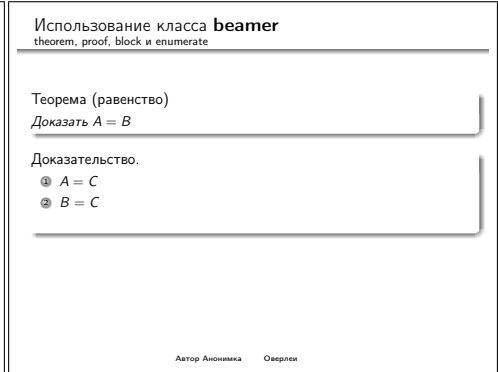 Использование класса beamer
theorem, proof, block и enumerate
Теорема (равенство)
Доказать A = B
Доказательство.
1 A = C
2 B = C
Автор Анонимка Оверлеи